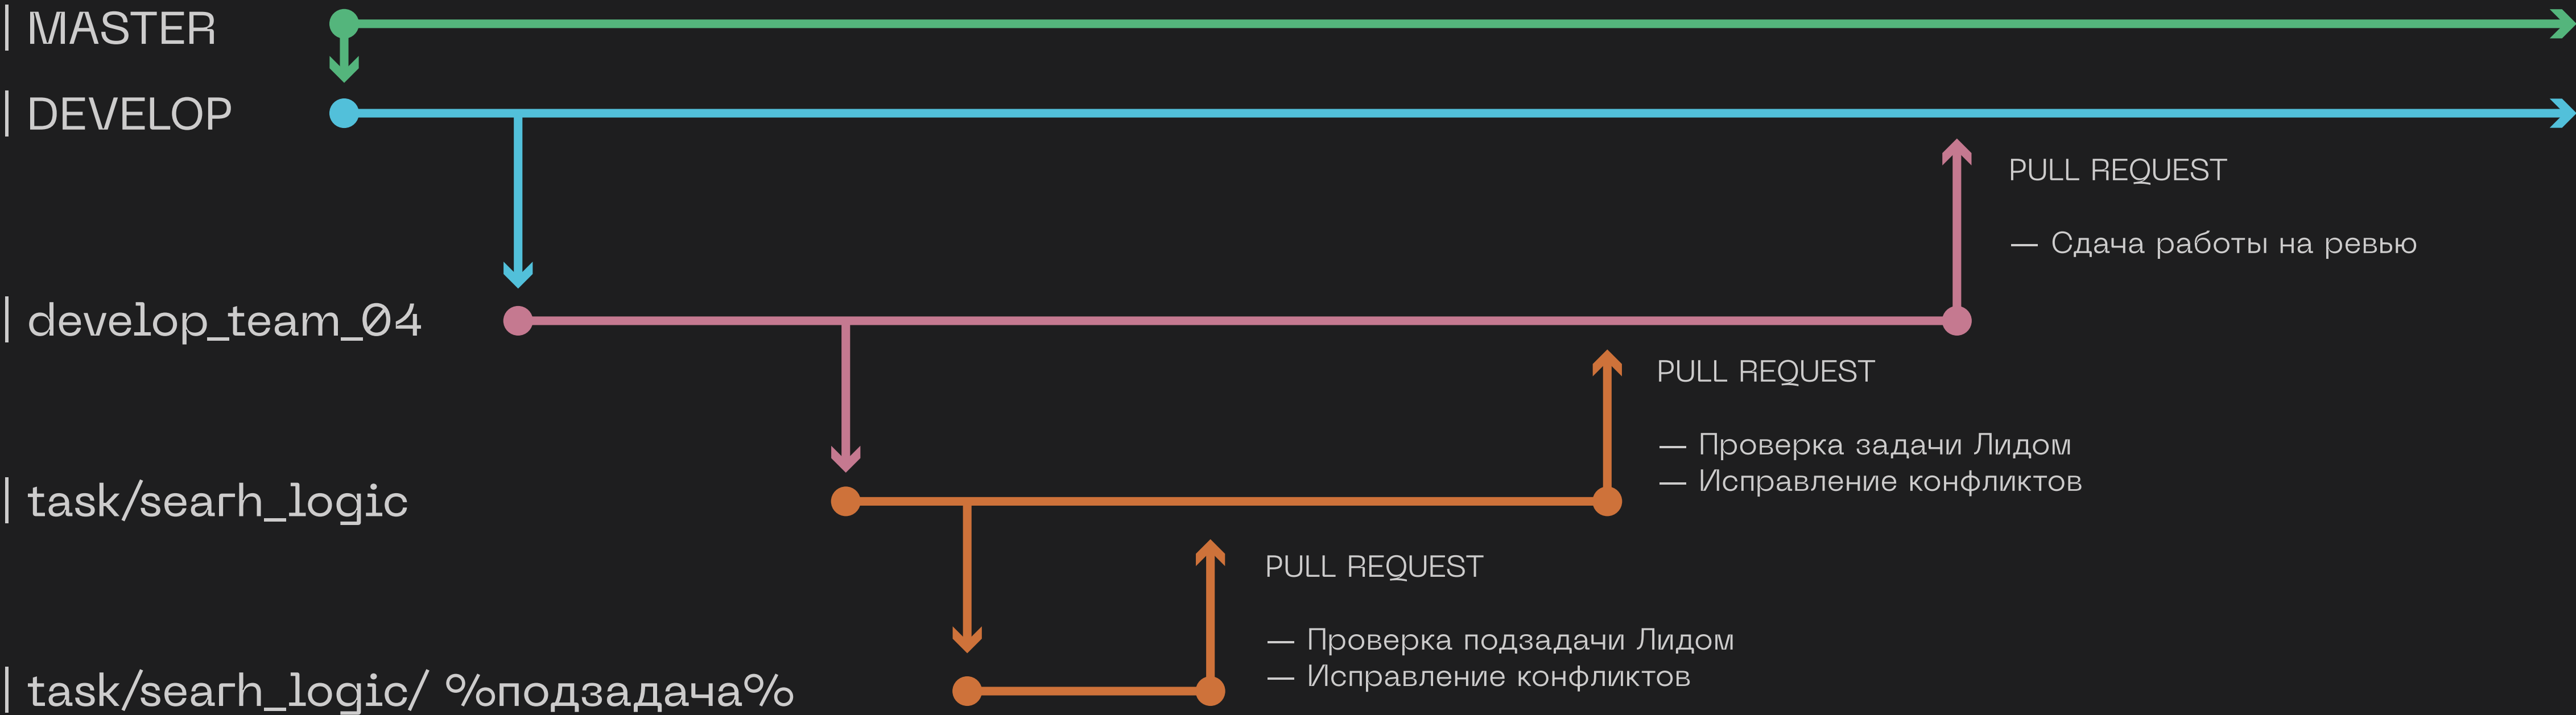 MASTER
DEVELOP
PULL REQUEST
— Сдача работы на ревью
develop_team_04
PULL REQUEST
— Проверка задачи Лидом
— Исправление конфликтов
task/searh_logic
PULL REQUEST
— Проверка подзадачи Лидом
— Исправление конфликтов
task/searh_logic/ %подзадача%